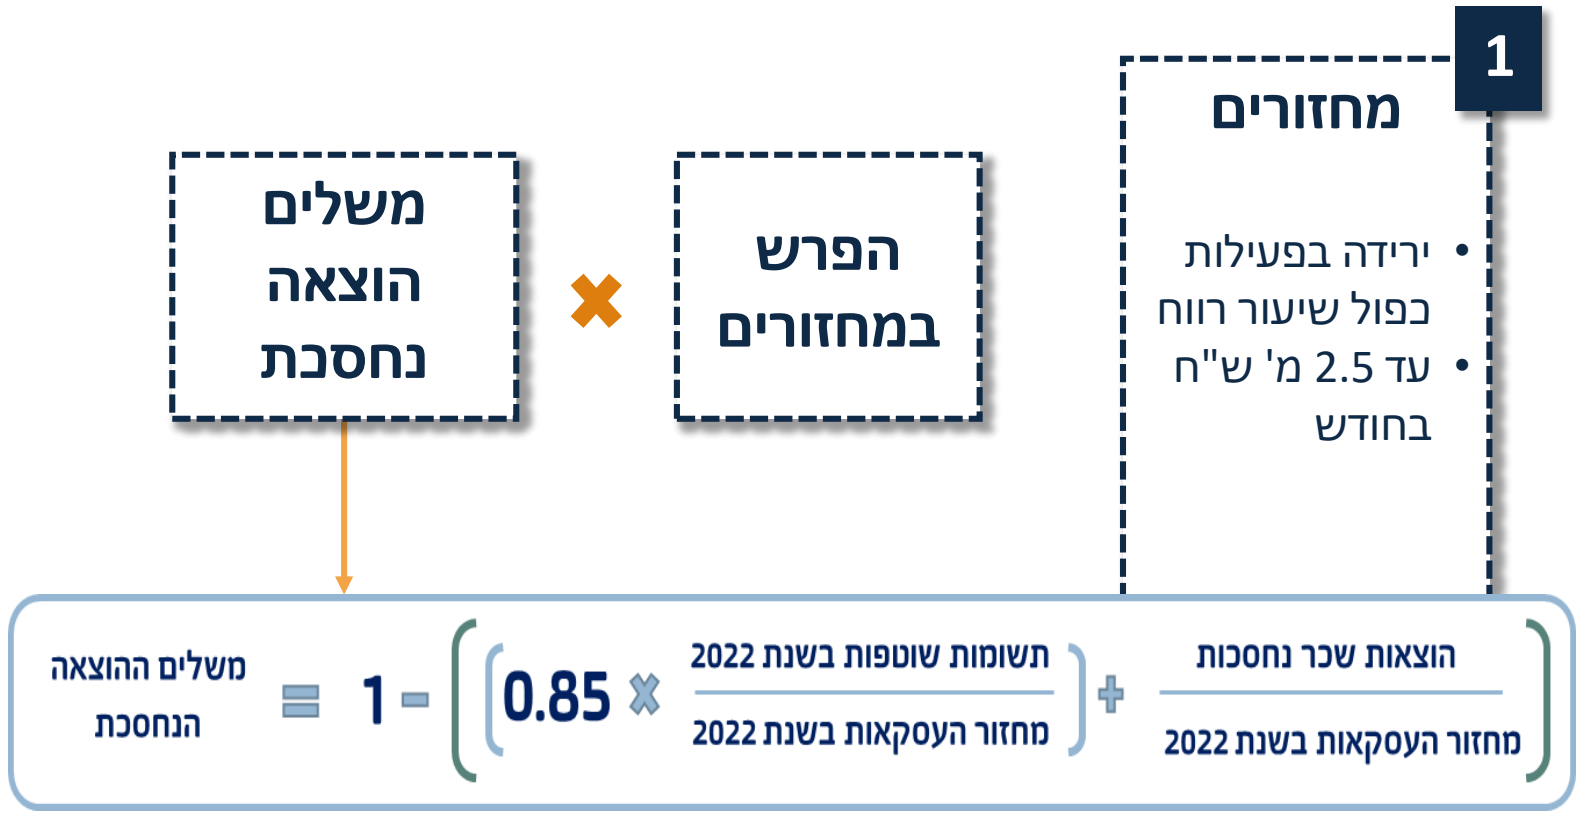 1
מחזורים
• ירידה בפעילות
כפול שיעור רווח
• עד 2.5 מ' ש"ח
בחודש
הפרש
במחזורים
✖
משלים
הוצאה
נחסכת
משלים ההוצאה
הנחסכת
=
1 -
0.85 ×
תשומות שוטפות בשנת 2022
מחזור העסקאות בשנת 2022
+
הוצאות שכר נחסכות
מחזור העסקאות בשנת 2022